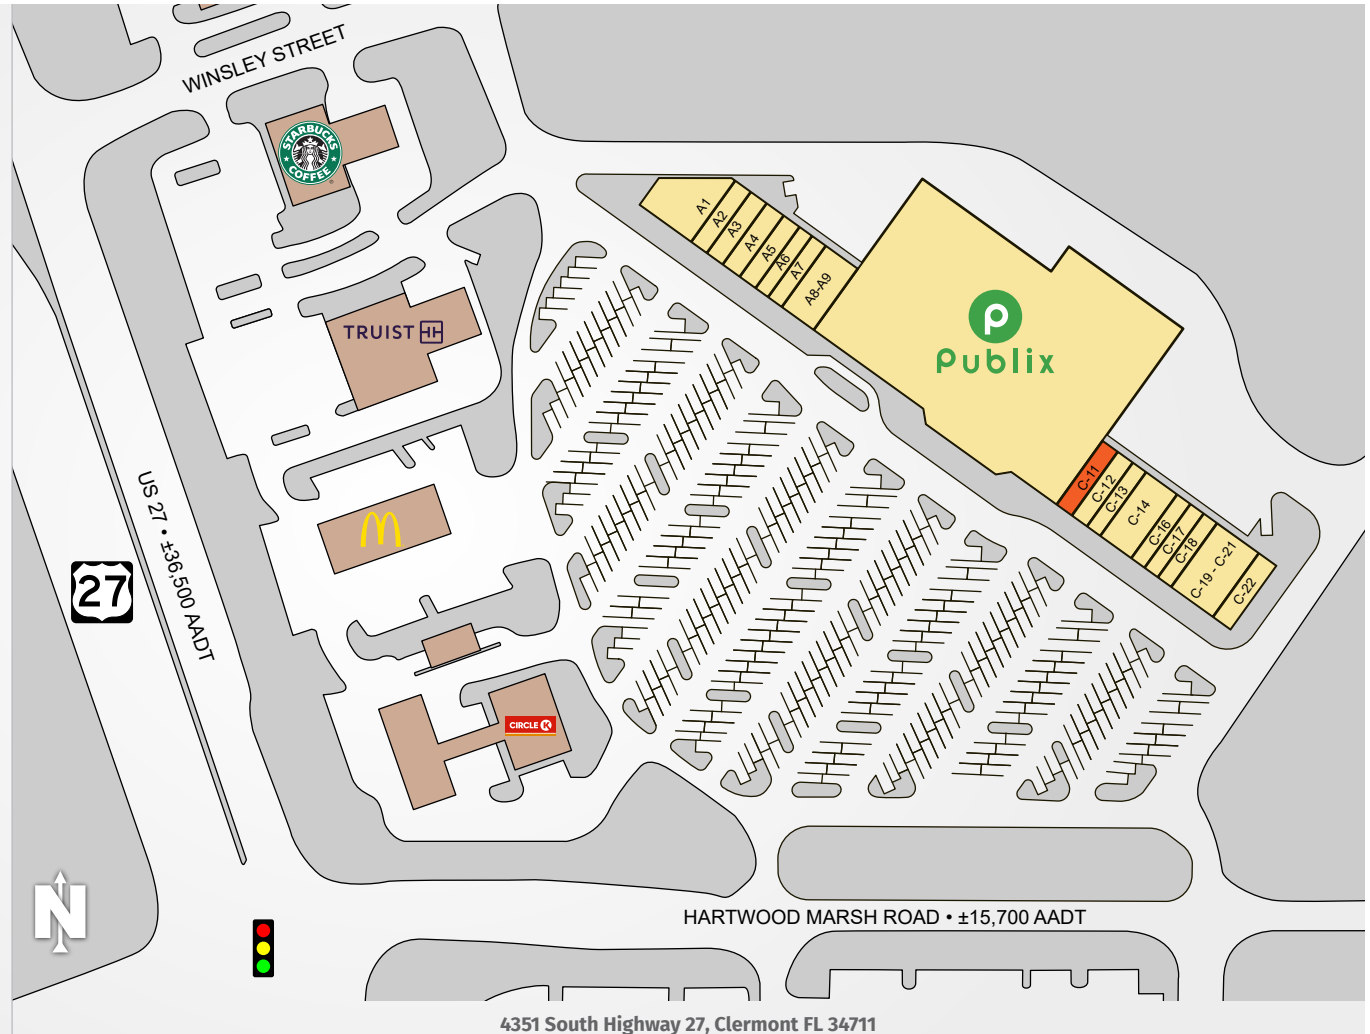 WINSLEY STREET
STARBUCKS
COFFEE
TRUIST
US 27 • ±36,500 AADT
27
CIRCLE K
A1
A2
A3
A4
A5
A6
A7
A8-A9
Publix
C-11
C-12
C-13
C-14
C-16
C-17
C-18
C-19 - C-21
C-22
N
HARTWOOD MARSH ROAD • ±15,700 AADT
4351 South Highway 27, Clermont FL 34711